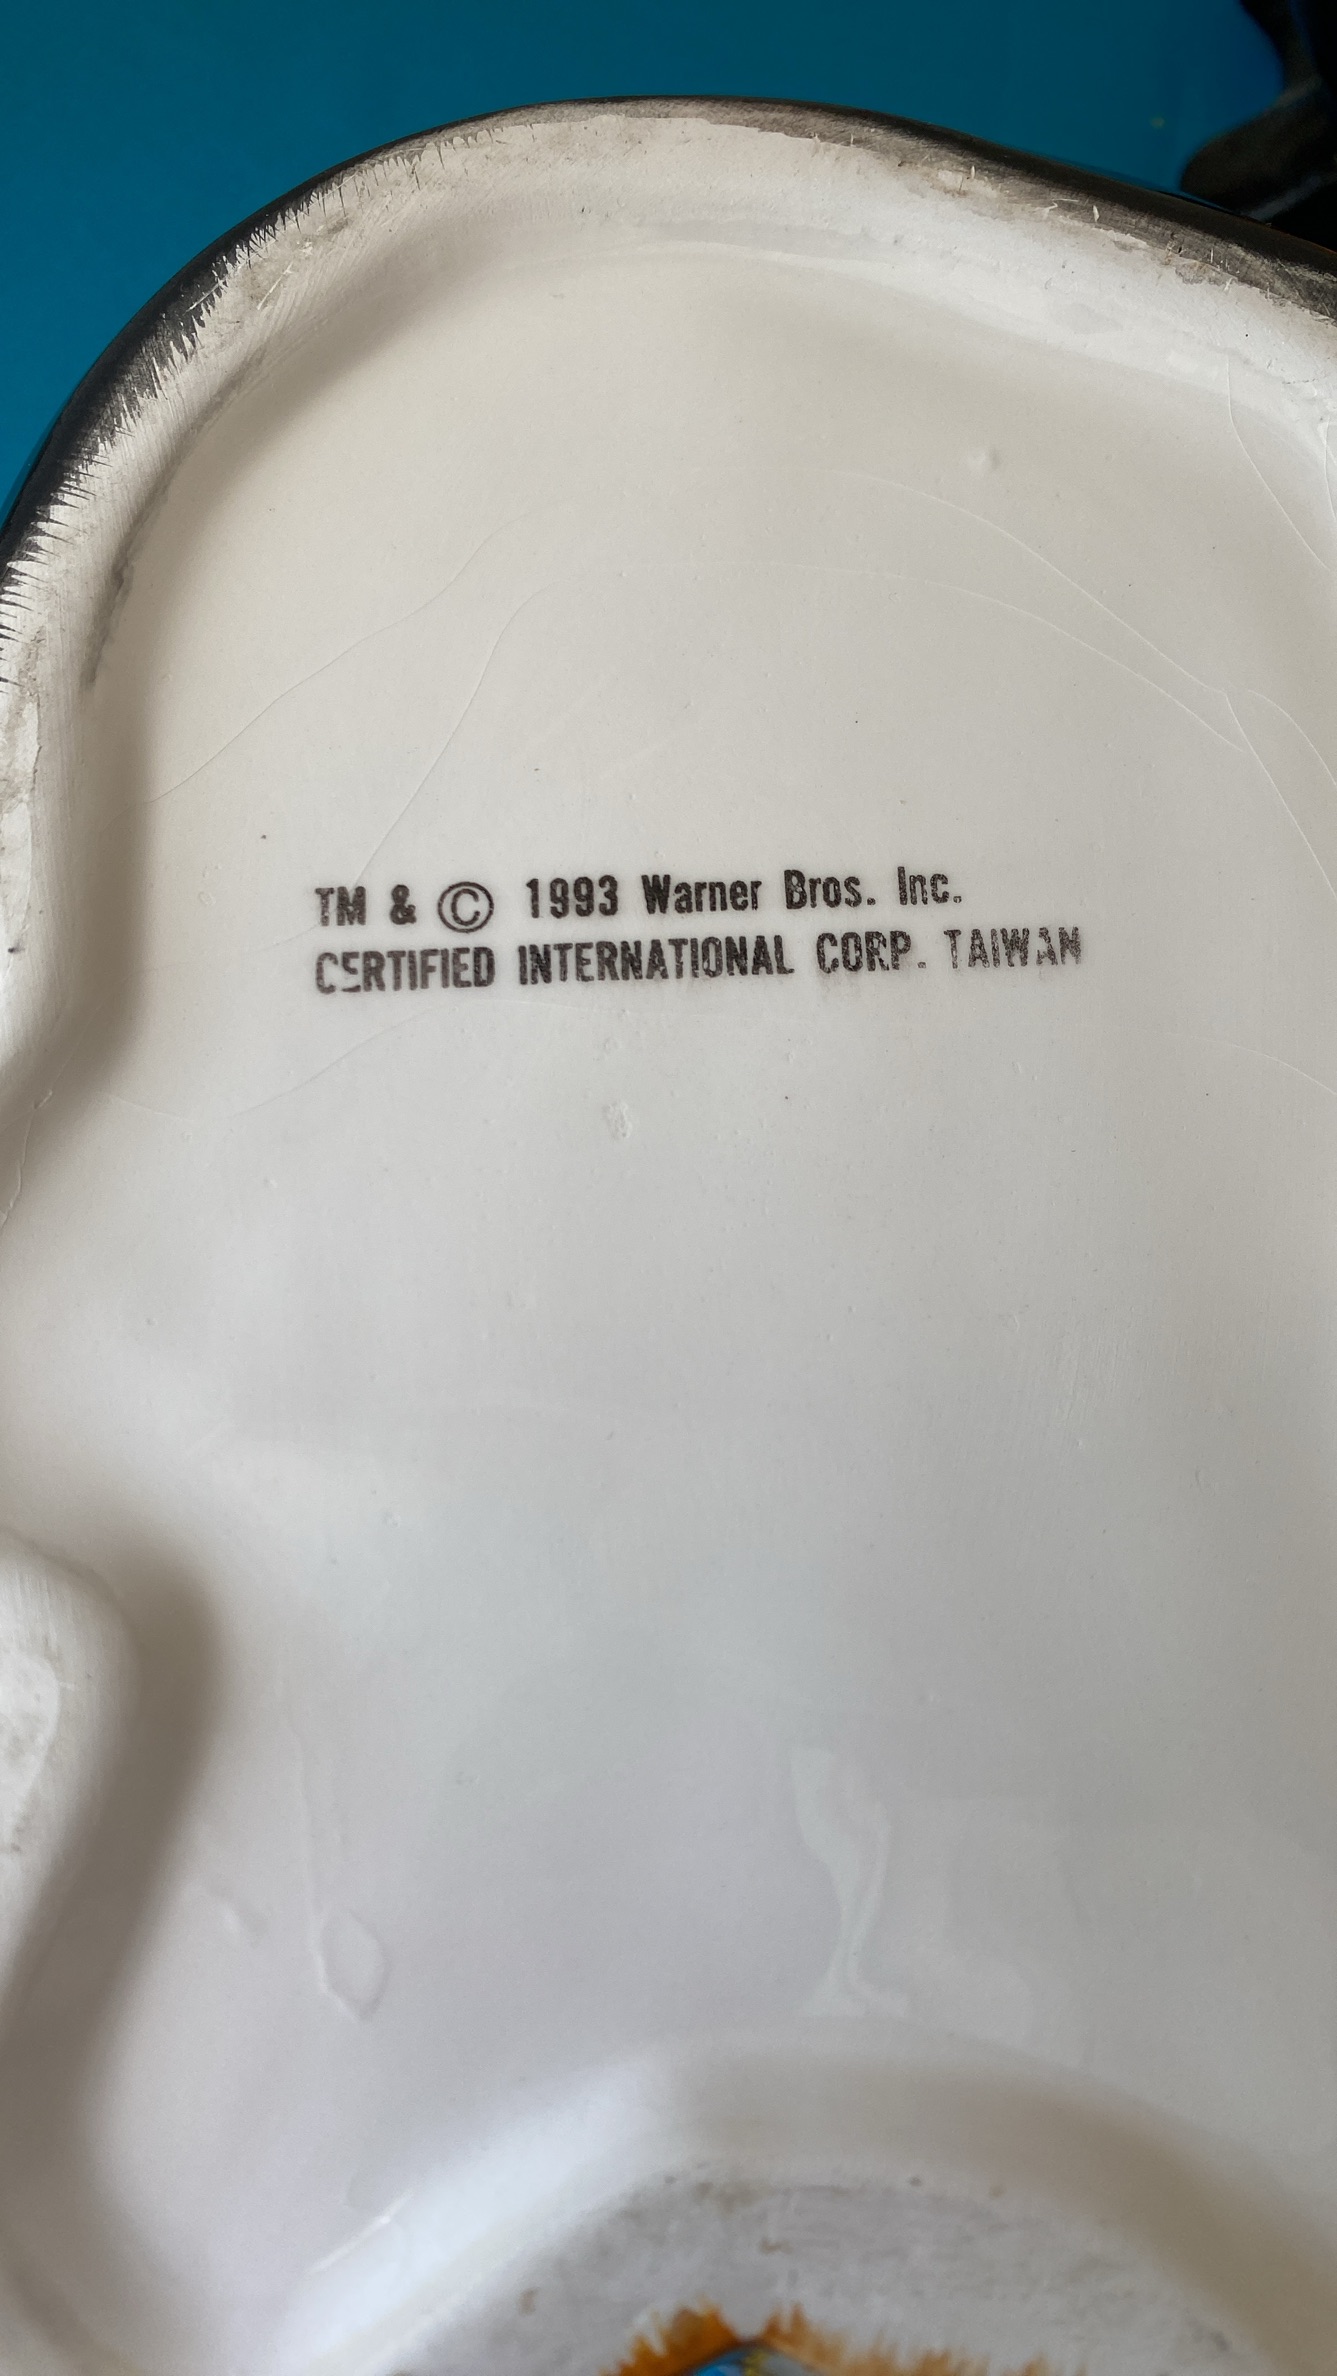 TM & © 1993 Warner Bros. Inc.
CERTIFIED INTERNATIONAL CORP. TAIWAN